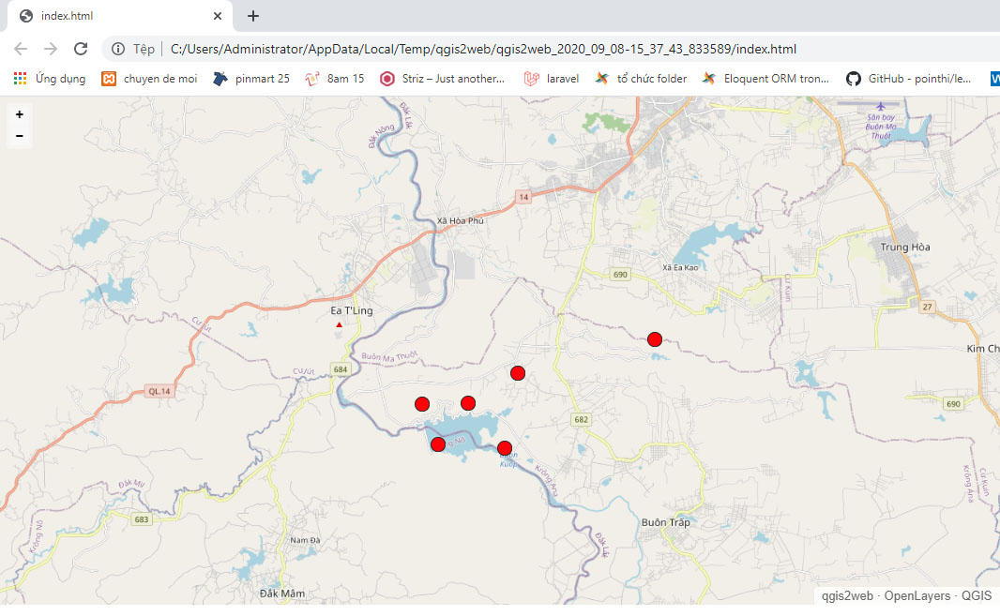 index.html
Tệp C:/Users/Administrator/AppData/Local/Temp/qgis2web/qgis2web_2020_09_08-15_37_43_833589/index.html
Ứng dụng chuyen de moi pinmart 25 8am 15 Striz – Just another... laravel tổ chức folder Eloquent ORM tron... GitHub - pointhi/le...
+
-
Đắk Nông
Đắk Lắk
Sân bay
Buôn Ma
Thuột
14
Xã Hòa Phú
Trung Hòa
Xã Ea Kao
690
Cư Kuin
27
Ea T'Ling
Cư Jút
Buôn Ma Thuột
Kim Ch
684
Cư Jút
QL.14
690
682
Krông Ana
Đắk Mil
Cư Kuin
Krông Ana
683
Buôn Trấp
Krông Nô
Nam Đà
Đắk Lắk
Đắk Mâm
qgis2web · OpenLayers · QGIS